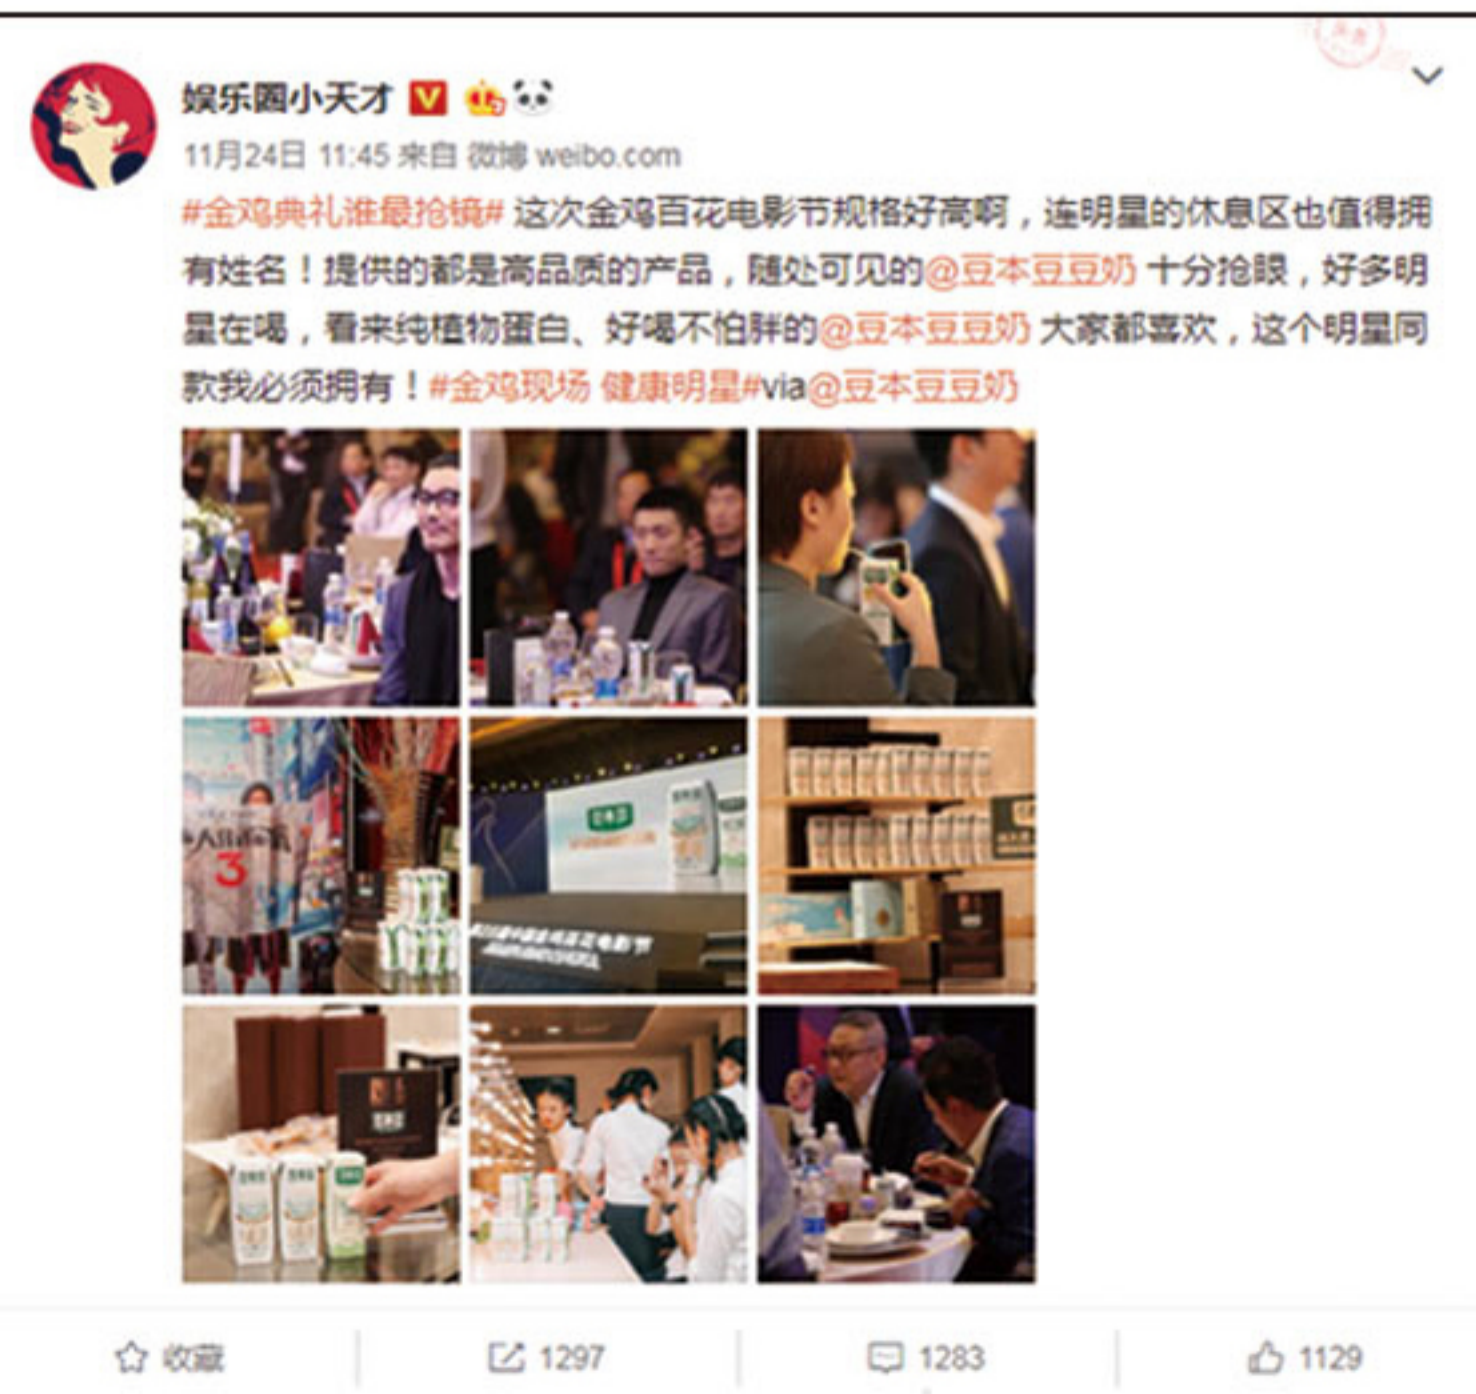 娱乐圈小天才
11月24日 11:45 来自 微博 weibo.com
#金鸡典礼谁最抢镜# 这次金鸡百花电影节规格好高啊，连明星的休息区也值得拥
有姓名！提供的都是高品质的产品，随处可见的@豆本豆豆奶 十分抢眼，好多明
星在喝，看来纯植物蛋白、好喝不怕胖的@豆本豆豆奶 大家都喜欢，这个明星同
款我必须拥有！#金鸡现场 健康明星#via@豆本豆豆奶
3
豆本豆
收藏
1297
1283
1129